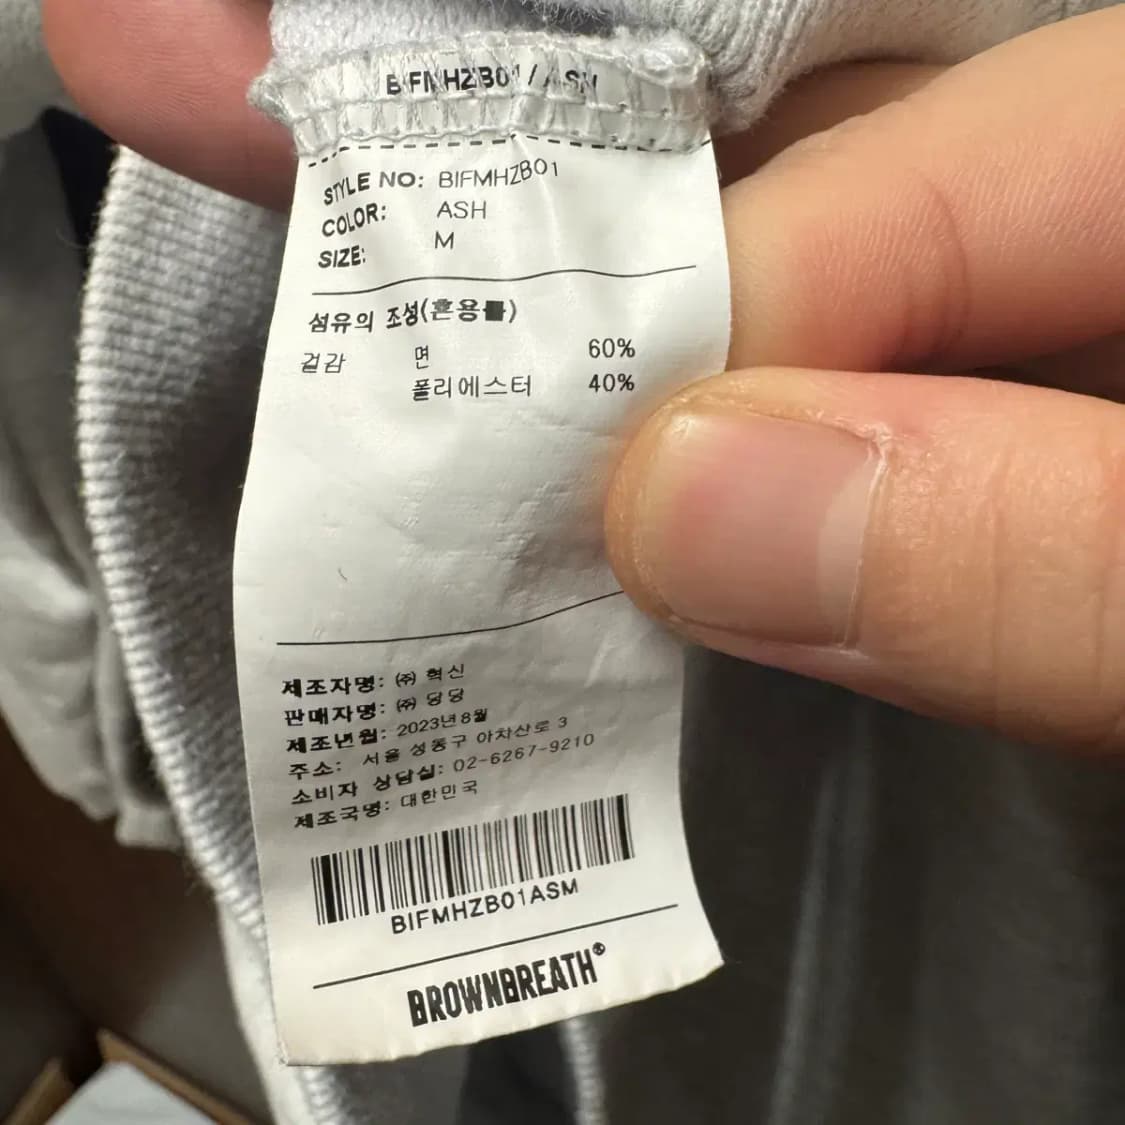 BIFMHZB01 / ASM
STYLE NO: BIFMHZB01
COLOR: ASH
SIZE: M
섬유의 조성(혼용률)
겉감 면 60%
폴리에스터 40%
제조자명: ㈜ 혁신
판매자명: ㈜ 당당
제조년월: 2023년 8월
주소: 서울 성동구 아차산로 3
소비자 상담실: 02-6267-9210
제조국명: 대한민국
BIFMHZB01ASM
BROWNBREATH®